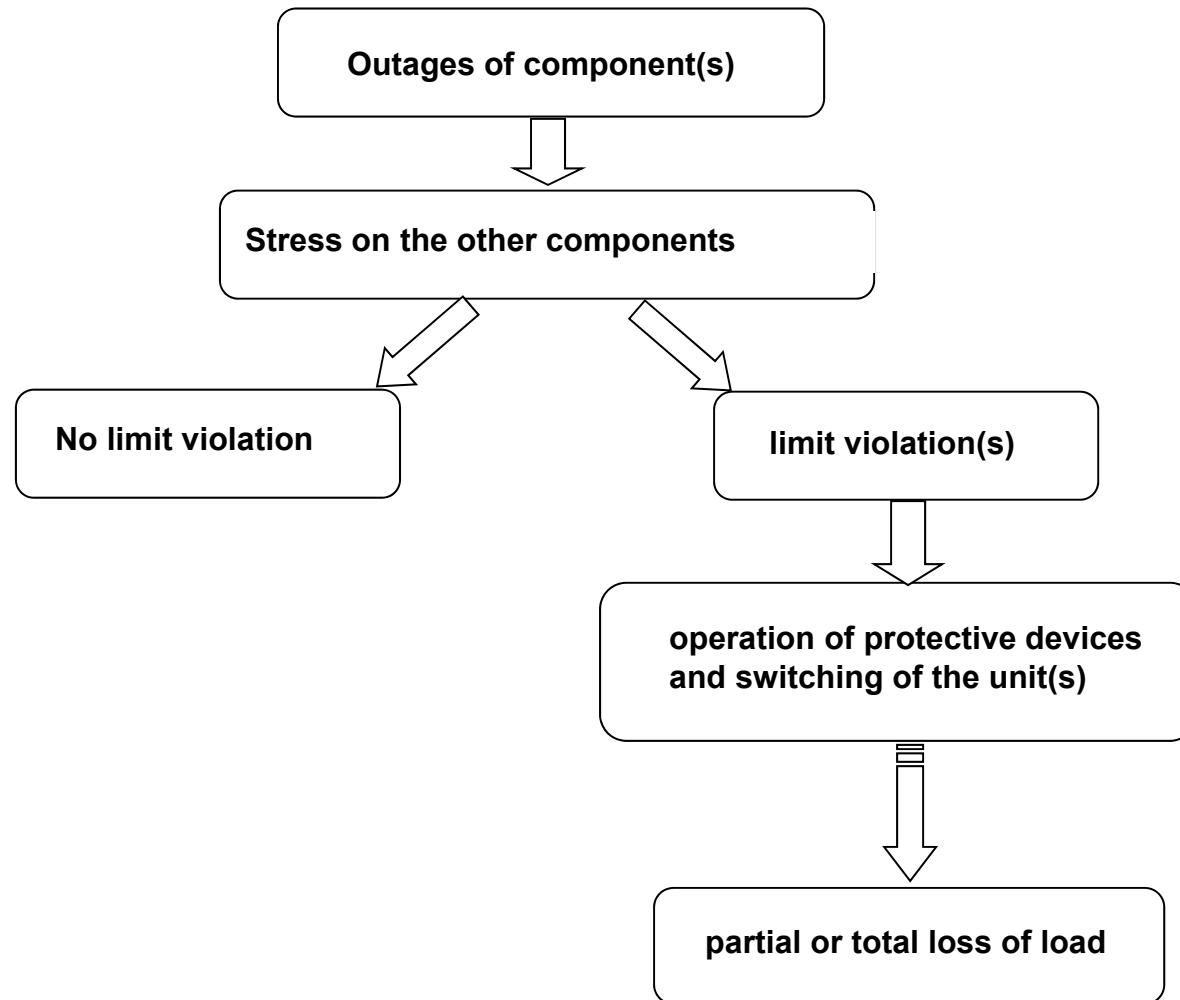 Outages of component(s)
Stress on the other components
No limit violation
limit violation(s)
operation of protective devices
and switching of the unit(s)
partial or total loss of load